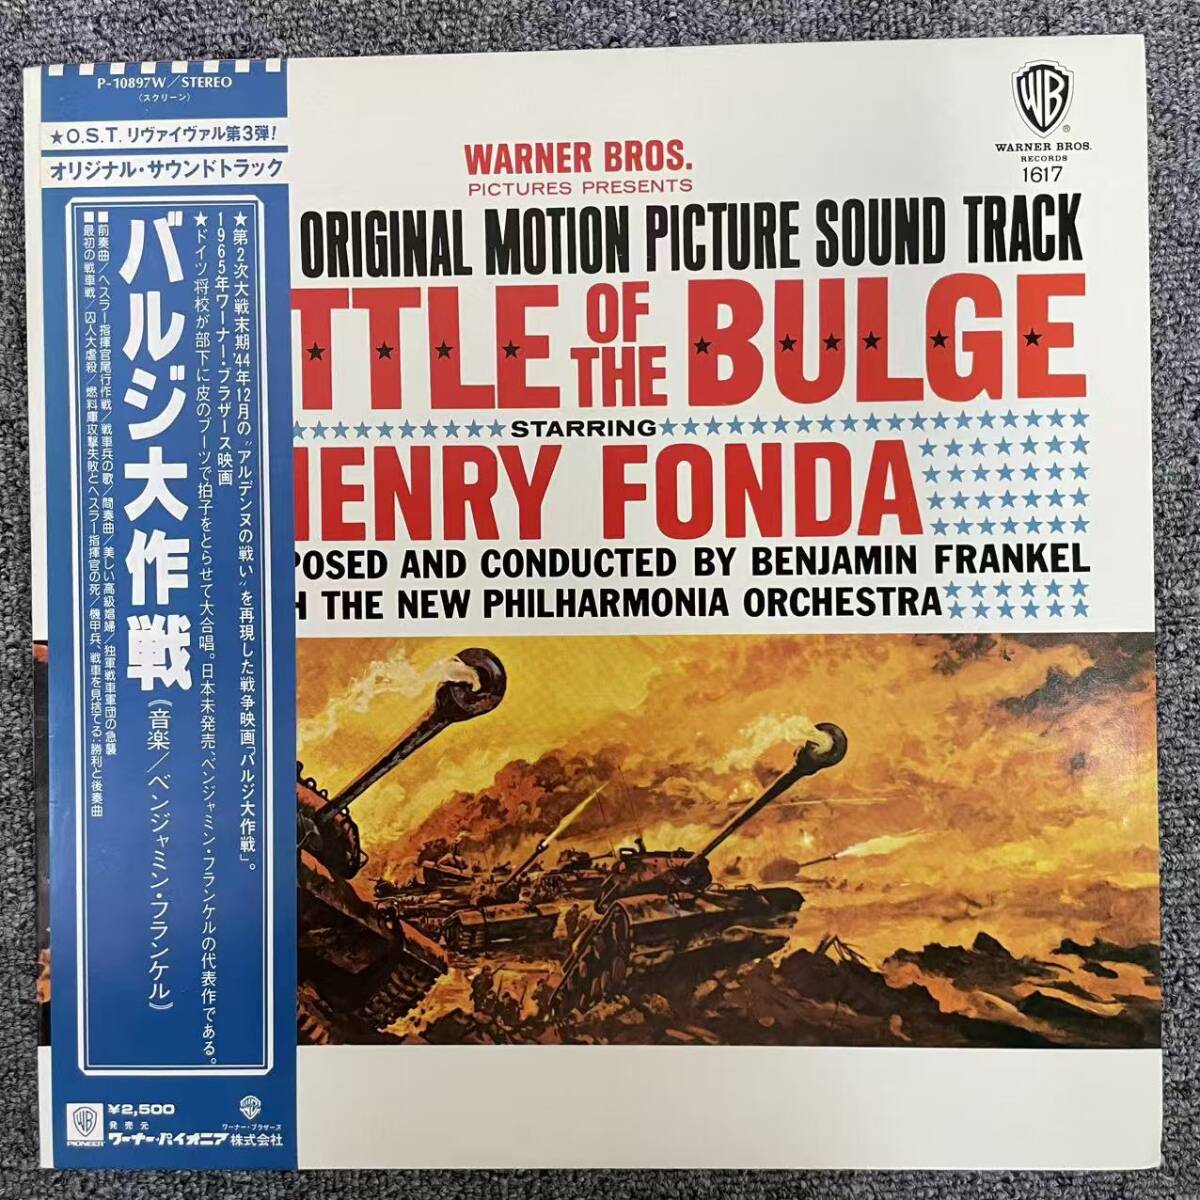 P-10897W/STEREO
(スクリーン)
★O.S.T. リヴァイヴァル第3弾!
オリジナル・サウンドトラック
★第2次大戦末期'44年12月の"アルデンヌの戦い"を再現した戦争映画「バルジ大作戦」。
1965年ワーナー・ブラザース映画
★ドイツ将校が部下に皮のブーツで拍子をとらせて大合唱。日本未発売、ベンジャミン・フランケルの代表作である。
バルジ大作戦
(音楽/ベンジャミン・フランケル)
■前奏曲/ヘスラー指揮官尾行作戦/戦車兵の歌/間奏曲/美しい高級娼婦/独軍戦車軍団の急襲
■最初の戦車戦/囚人大虐殺/燃料庫攻撃失敗とヘスラー指揮官の死/機甲兵、戦車を見捨てる:勝利と後奏曲
WB
PIONEER
¥2,500
発売元
ワーナー・ブラザース
ワーナー・パイオニア株式会社
WB
®
WARNER BROS.
RECORDS
1617
WARNER BROS.
PICTURES PRESENTS
ORIGINAL MOTION PICTURE SOUND TRACK
TTLE OF THE BULGE
STARRING
HENRY FONDA
POSED AND CONDUCTED BY BENJAMIN FRANKEL
H THE NEW PHILHARMONIA ORCHESTRA